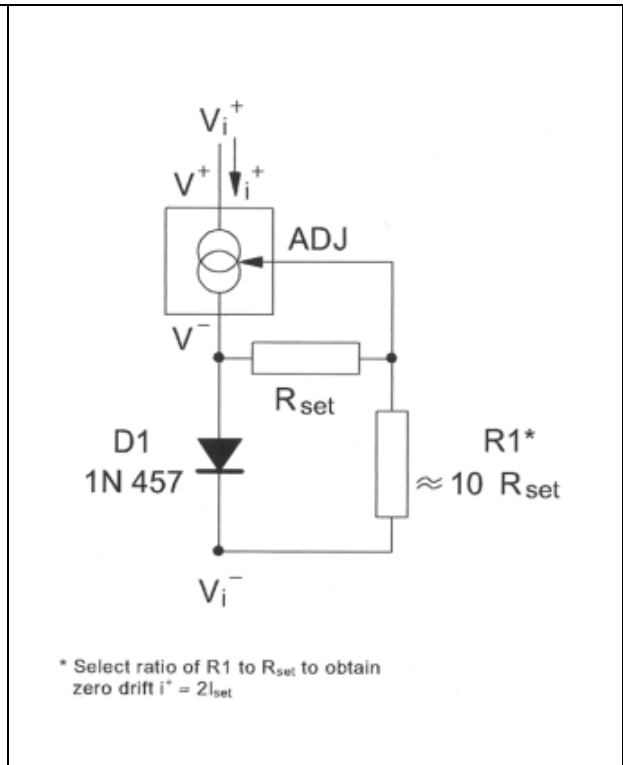 Vi+
V+
i+
ADJ
V−
Rset
D1
1N 457
R1*
≈ 10 Rset
Vi−
* Select ratio of R1 to Rset to obtain
zero drift i+ = 2Iset